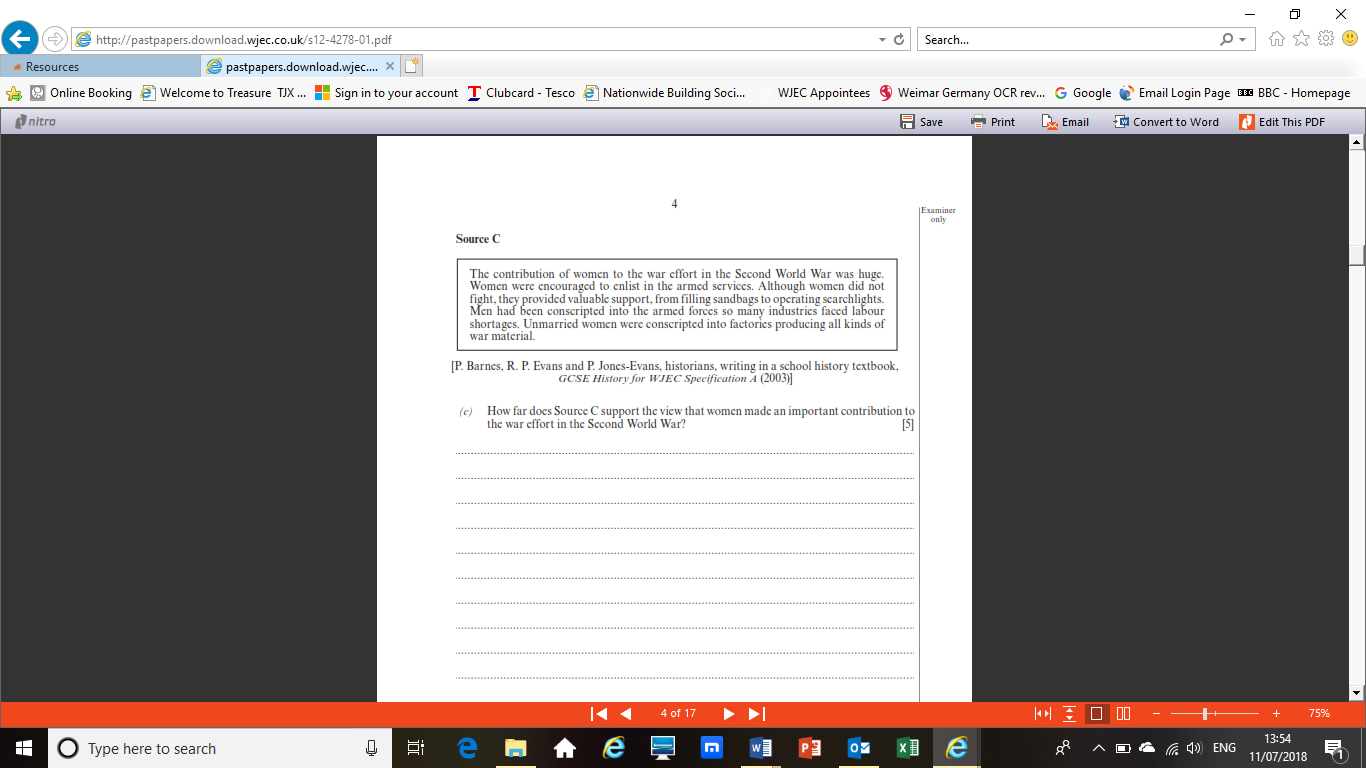 http://pastpapers.download.wjec.co.uk/s12-4278-01.pdf
Search...
Resources
pastpapers.download.wjec....
Online Booking
Welcome to Treasure TJX ...
Sign in to your account
Clubcard - Tesco
Nationwide Building Soci...
WJEC Appointees
Weimar Germany OCR rev...
Google
Email Login Page
BBC - Homepage
nitro
Save
Print
Email
Convert to Word
Edit This PDF
4
Examiner
only
Source C
The contribution of women to the war effort in the Second World War was huge.
Women were encouraged to enlist in the armed services. Although women did not
fight, they provided valuable support, from filling sandbags to operating searchlights.
Men had been conscripted into the armed forces so many industries faced labour
shortages. Unmarried women were conscripted into factories producing all kinds of
war material.
[P. Barnes, R. P. Evans and P. Jones-Evans, historians, writing in a school history textbook,
GCSE History for WJEC Specification A (2003)]
(c) How far does Source C support the view that women made an important contribution to
the war effort in the Second World War? [5]
4 of 17
75%
Type here to search
ENG
13:54
11/07/2018
1